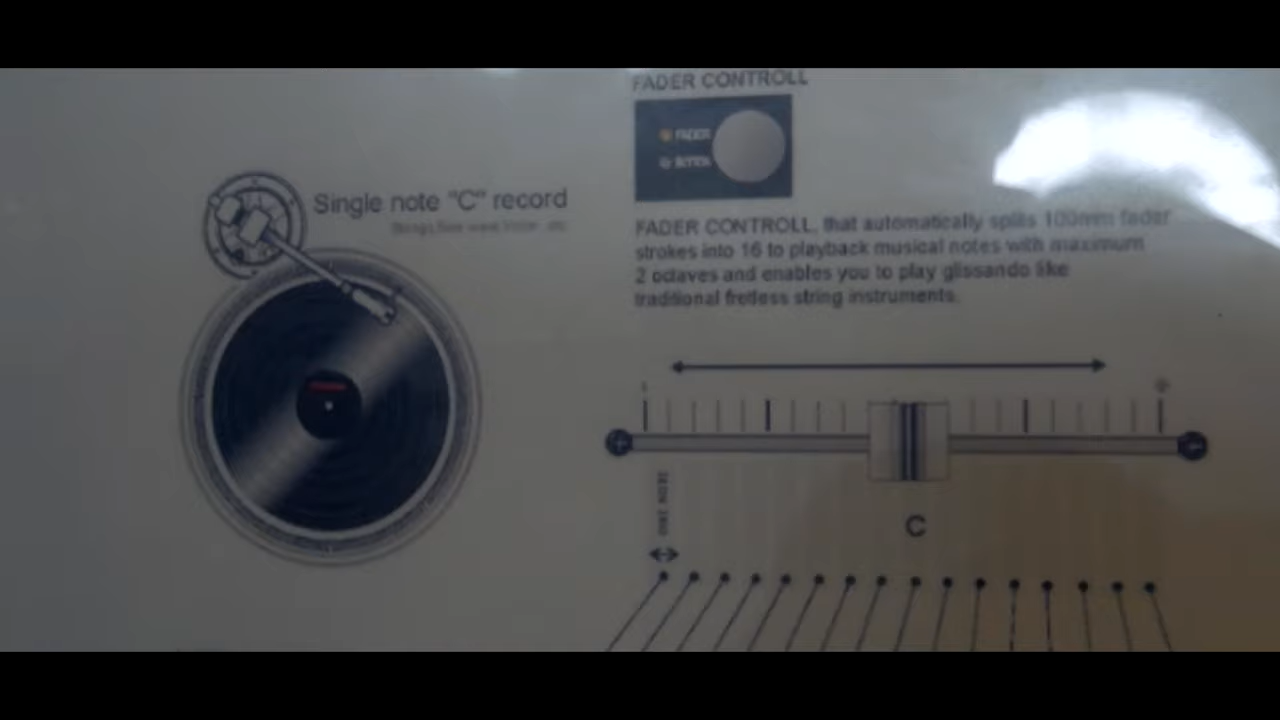 FADER CONTROLL
FADER
Single note "C" record
FADER CONTROLL, that automatically splits 100mm fader
strokes into 16 to playback musical notes with maximum
2 octaves and enables you to play glissando like
traditional fretless string instruments.
C